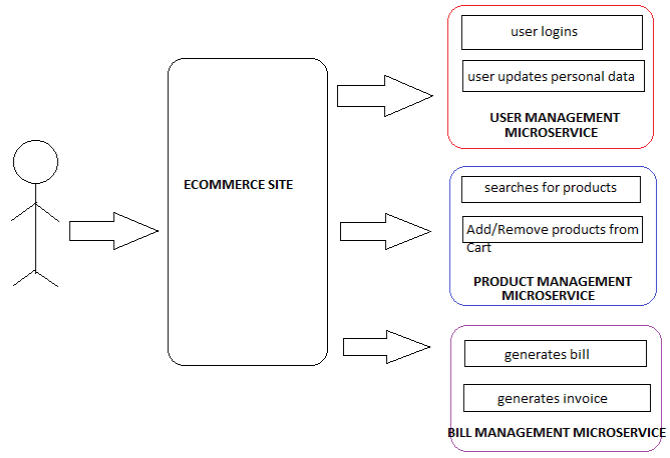 user logins
user updates personal data
USER MANAGEMENT
MICROSERVICE
ECOMMERCE SITE
searches for products
Add/Remove products from
Cart
PRODUCT MANAGEMENT
MICROSERVICE
generates bill
generates invoice
BILL MANAGEMENT MICROSERVICE